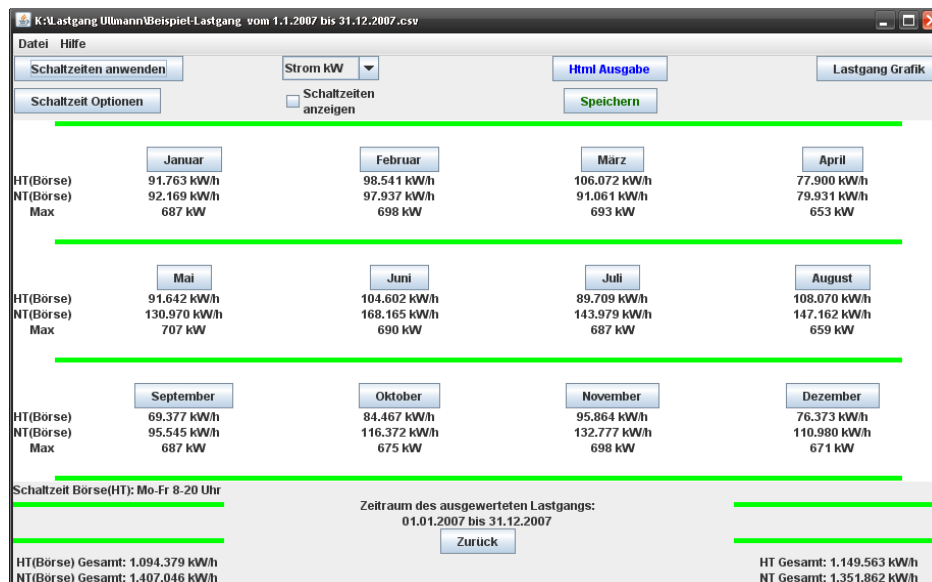 K:\Lastgang Ullmann\Beispiel-Lastgang vom 1.1.2007 bis 31.12.2007.csv
Datei Hilfe
Schaltzeiten anwenden Strom kW Html Ausgabe Lastgang Grafik
Schaltzeit Optionen Schaltzeiten anzeigen Speichern
Januar Februar März April
HT(Börse) 91.763 kW/h 98.541 kW/h 106.072 kW/h 77.900 kW/h
NT(Börse) 92.169 kW/h 97.937 kW/h 91.061 kW/h 79.931 kW/h
Max 687 kW 698 kW 693 kW 653 kW
Mai Juni Juli August
HT(Börse) 91.642 kW/h 104.602 kW/h 89.709 kW/h 108.070 kW/h
NT(Börse) 130.970 kW/h 168.165 kW/h 143.979 kW/h 147.162 kW/h
Max 707 kW 690 kW 687 kW 659 kW
September Oktober November Dezember
HT(Börse) 69.377 kW/h 84.467 kW/h 95.864 kW/h 76.373 kW/h
NT(Börse) 95.545 kW/h 116.372 kW/h 132.777 kW/h 110.980 kW/h
Max 687 kW 675 kW 698 kW 671 kW
Schaltzeit Börse(HT): Mo-Fr 8-20 Uhr
Zeitraum des ausgewerteten Lastgangs:
01.01.2007 bis 31.12.2007
Zurück
HT(Börse) Gesamt: 1.094.379 kW/h HT Gesamt: 1.149.563 kW/h
NT(Börse) Gesamt: 1.407.046 kW/h NT Gesamt: 1.351.862 kW/h